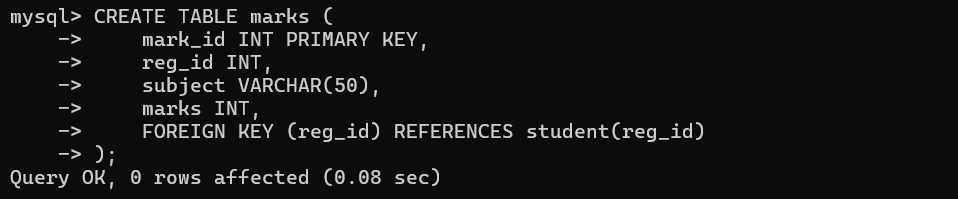 mysql> CREATE TABLE marks (
    ->     mark_id INT PRIMARY KEY,
    ->     reg_id INT,
    ->     subject VARCHAR(50),
    ->     marks INT,
    ->     FOREIGN KEY (reg_id) REFERENCES student(reg_id)
    -> );
Query OK, 0 rows affected (0.08 sec)